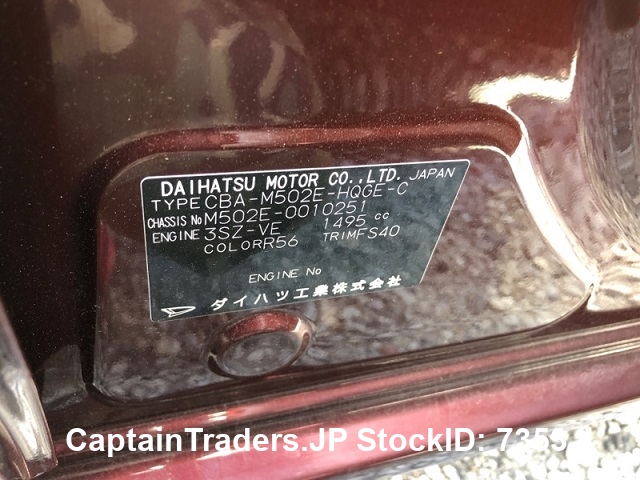 DAIHATSU MOTOR CO.,LTD. JAPAN
TYPE CBA-M502E-HQGE-C
CHASSIS No M502E-0010251
ENGINE 3SZ-VE 1495 cc
COLOR R56 TRIM FS40
ENGINE No
ダイハツ工業株式会社
CaptainTraders.JP StockID: